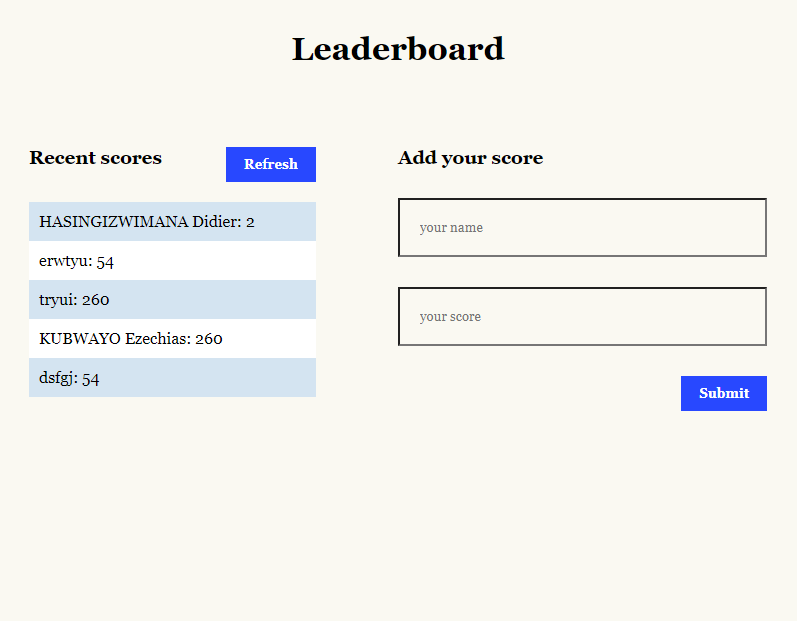 Leaderboard
Recent scores
Refresh
HASINGIZWIMANA Didier: 2
erwtyu: 54
tryui: 260
KUBWAYO Ezechias: 260
dsfgj: 54
Add your score
your name
your score
Submit